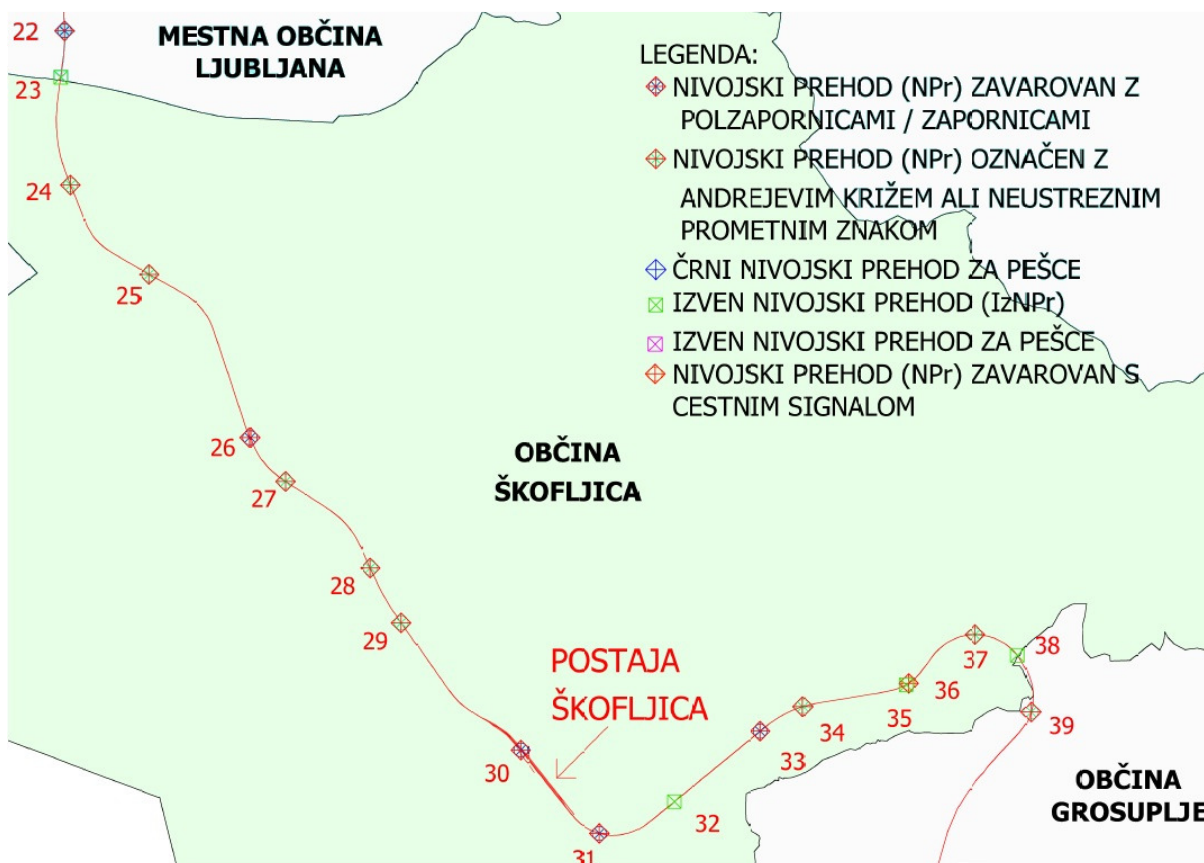 22
MESTNA OBČINA
LJUBLJANA
23
24
25
LEGENDA:
NIVOJSKI PREHOD (NPr) ZAVAROVAN Z
POLZAPORNICAMI / ZAPORNICAMI
NIVOJSKI PREHOD (NPr) OZNAČEN Z
ANDREJEVIM KRIŽEM ALI NEUSTREZNIM
PROMETNIM ZNAKOM
ČRNI NIVOJSKI PREHOD ZA PEŠCE
IZVEN NIVOJSKI PREHOD (IzNPr)
IZVEN NIVOJSKI PREHOD ZA PEŠCE
NIVOJSKI PREHOD (NPr) ZAVAROVAN S
CESTNIM SIGNALOM
26
27
OBČINA
ŠKOFLJICA
28
29
POSTAJA
ŠKOFLJICA
30
31
32
33
34
35
36
37
38
39
OBČINA
GROSUPLJE